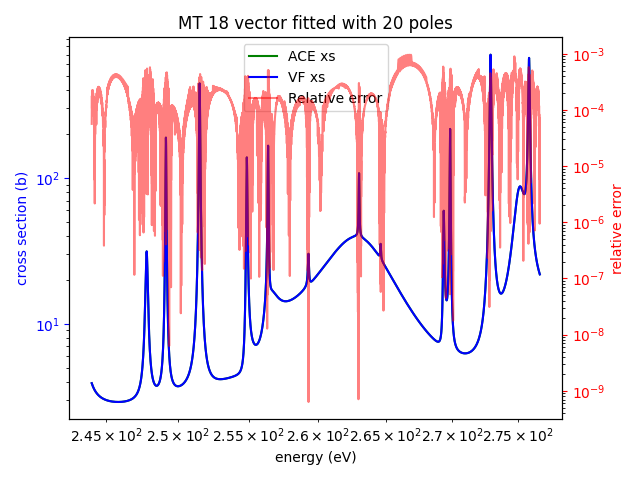 MT 18 vector fitted with 20 poles
ACE xs
VF xs
Relative error
cross section (b)
10²
10¹
10⁻³
10⁻⁴
10⁻⁵
10⁻⁶
10⁻⁷
10⁻⁸
10⁻⁹
relative error
2.45 × 10² 2.5 × 10² 2.55 × 10² 2.6 × 10² 2.65 × 10² 2.7 × 10² 2.75 × 10²
energy (eV)